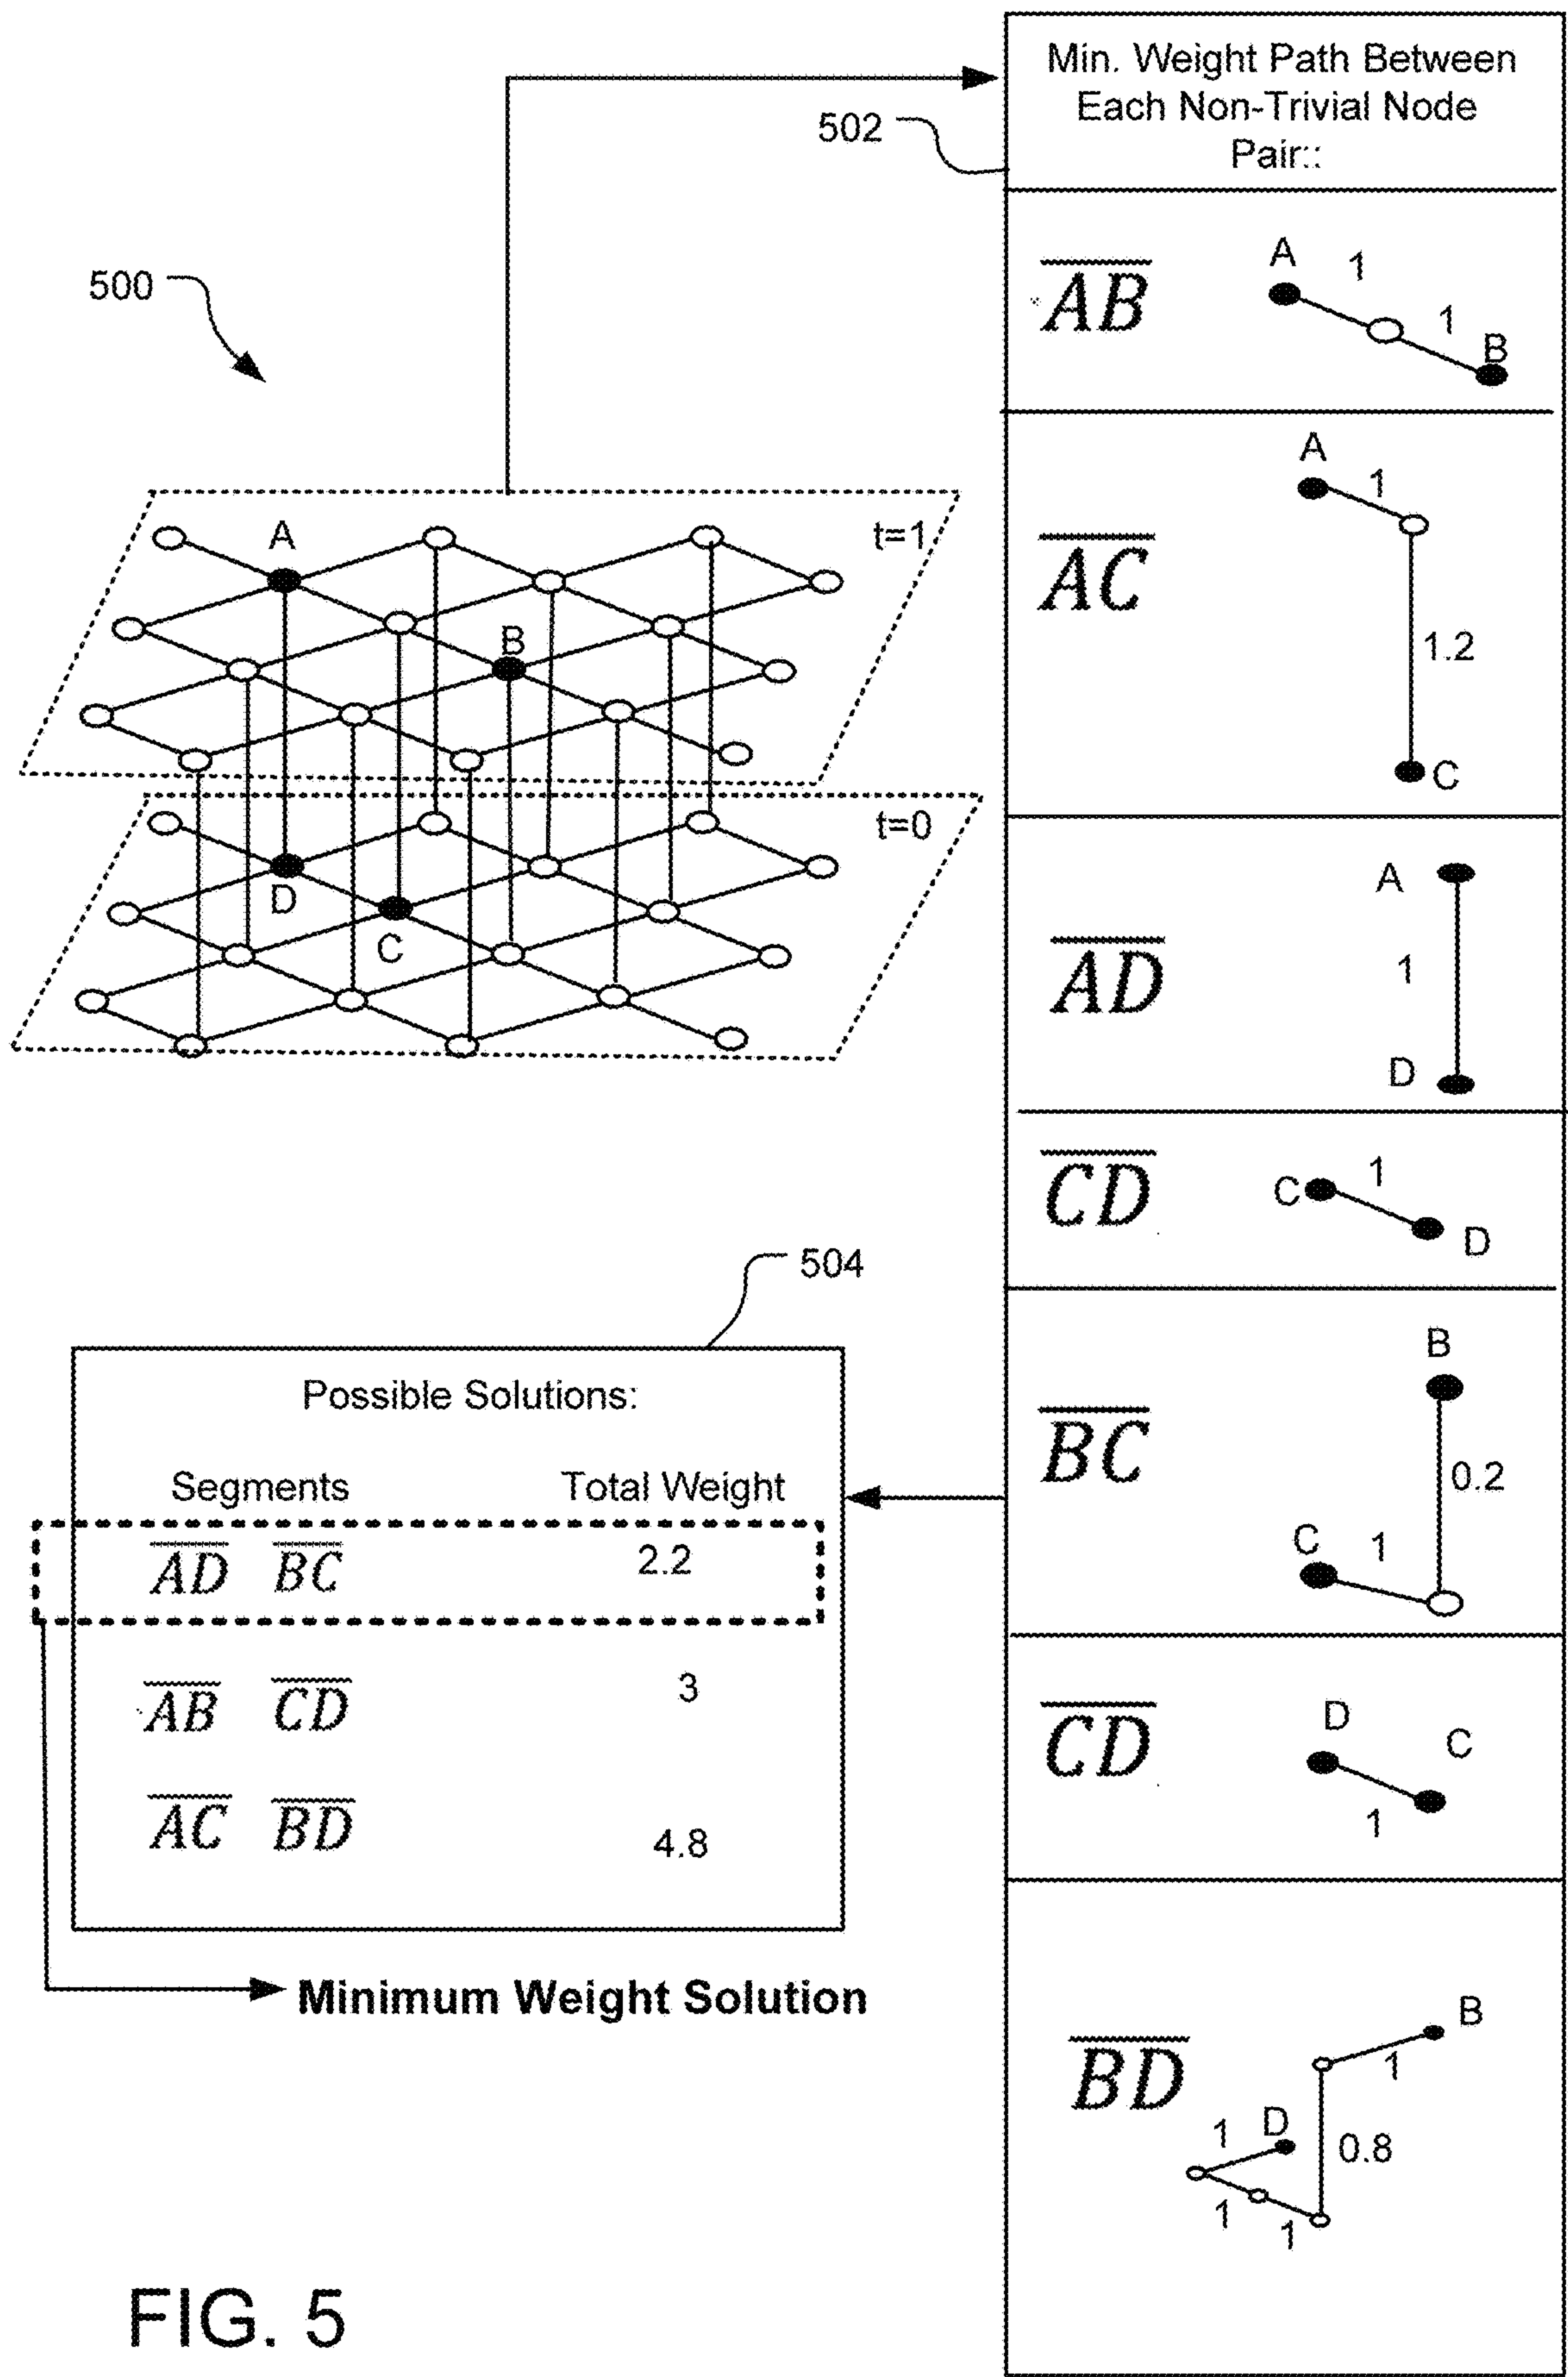 Min. Weight Path Between
Each Non-Trivial Node
Pair::
502
500
AB
A
1
1
B
AC
A
1
1.2
C
AD
A
1
D
CD
C
1
D
BC
B
0.2
C
1
CD
D
C
1
BD
B
1
0.8
D
1
1
1
t=1
A
B
t=0
D
C
504
Possible Solutions:
Segments Total Weight
AD BC 2.2
AB CD 3
AC BD 4.8
Minimum Weight Solution
FIG. 5